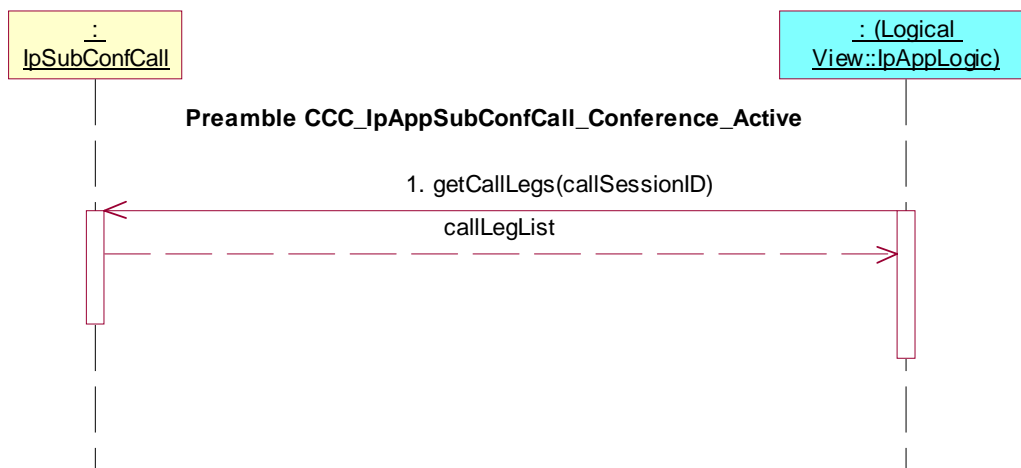 :
IpSubConfCall
: (Logical
View::IpAppLogic)
Preamble CCC_IpAppSubConfCall_Conference_Active
1. getCallLegs(callSessionID)
callLegList